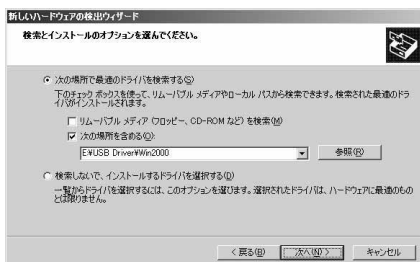 新しいハードウェアの検出ウィザード
検索とインストールのオプションを選んでください。
次の場所で最適のドライバを検索する(S)
下のチェック ボックスを使って、リムーバブル メディアやローカル パスから検索できます。検索された最適のドラ
イバがインストールされます。
リムーバブル メディア (フロッピー、CD-ROM など) を検索(M)
次の場所を含める(O):
E¥USB Driver¥Win2000
参照(R)
検索しないで、インストールするドライバを選択する(D)
一覧からドライバを選択するには、このオプションを選びます。選択されたドライバは、ハードウェアに最適のもの
とは限りません。
< 戻る(B)
次へ(N) >
キャンセル